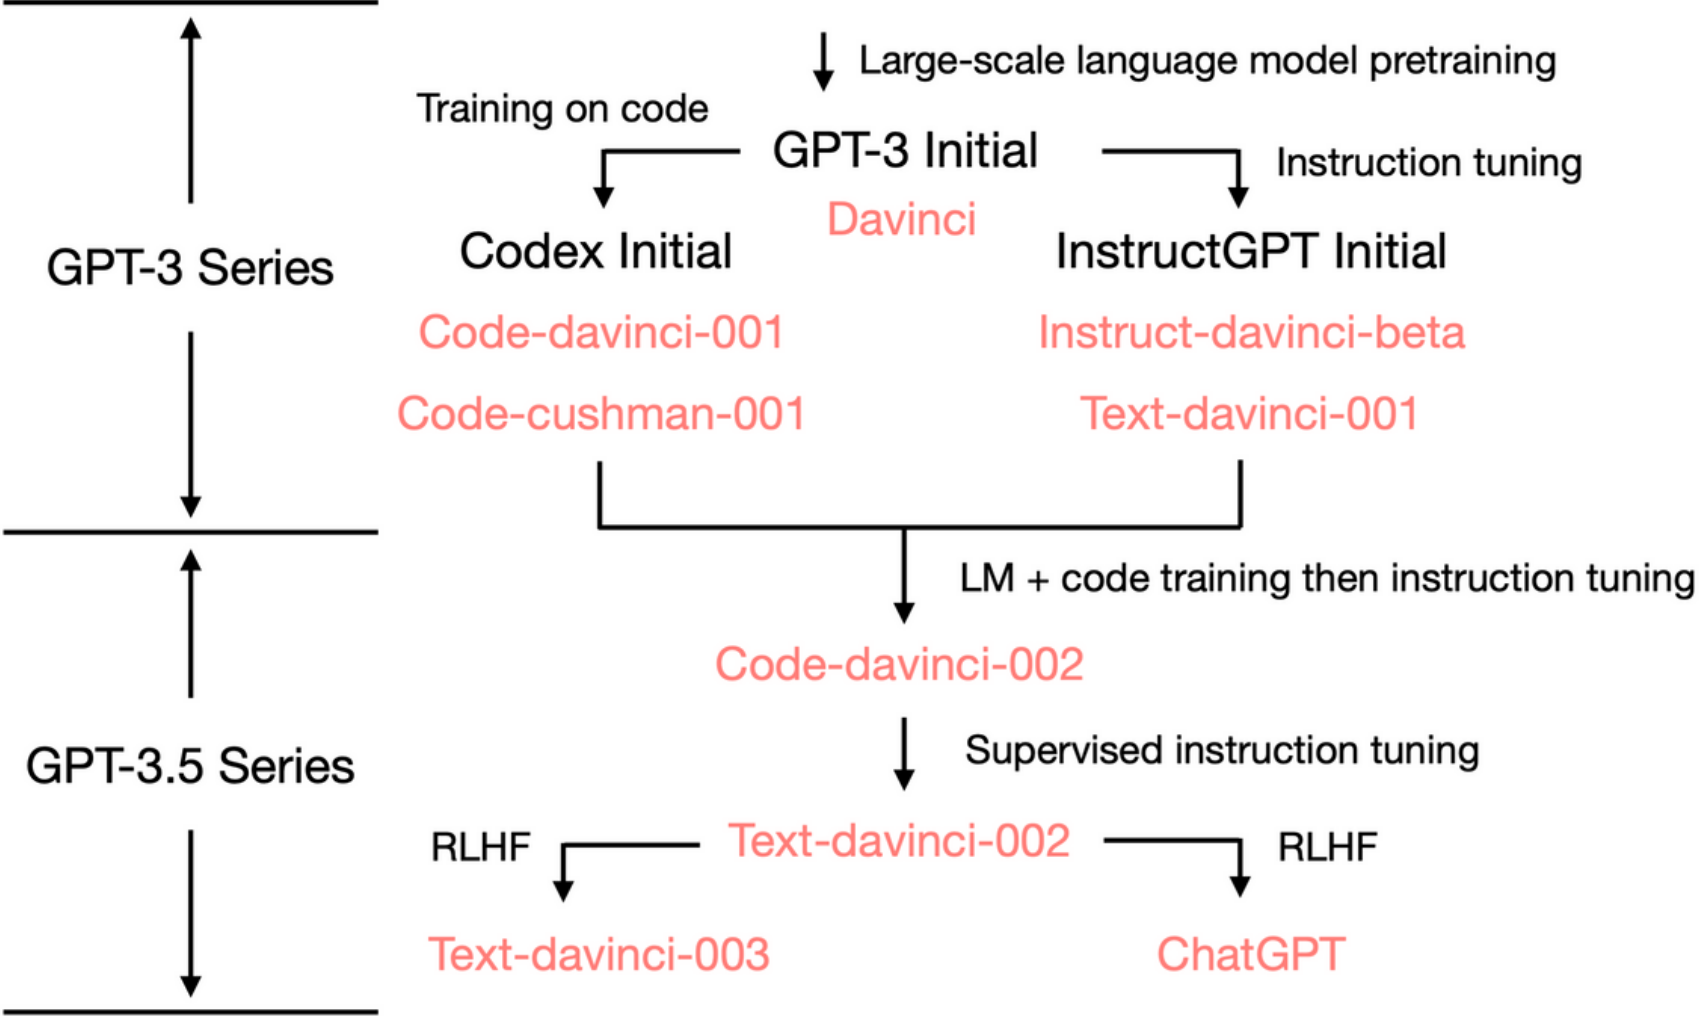 Large-scale language model pretraining
Training on code
GPT-3 Initial
Instruction tuning
Davinci
Codex Initial
InstructGPT Initial
GPT-3 Series
Code-davinci-001
Instruct-davinci-beta
Code-cushman-001
Text-davinci-001
LM + code training then instruction tuning
Code-davinci-002
Supervised instruction tuning
GPT-3.5 Series
RLHF
Text-davinci-002
RLHF
Text-davinci-003
ChatGPT